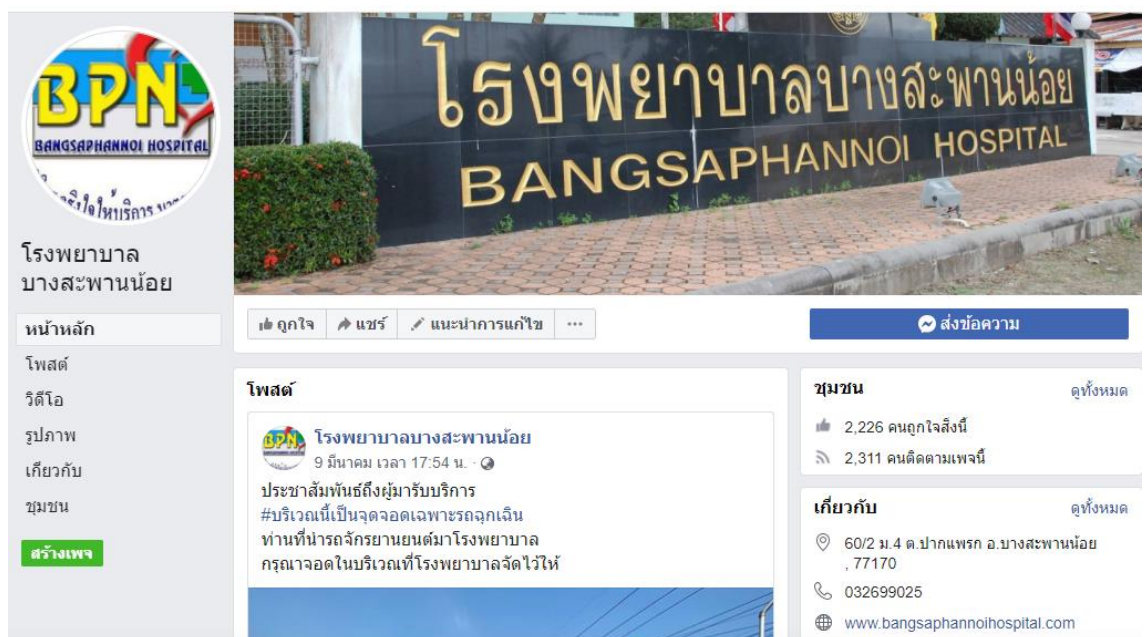 BPN
BANGSAPHANNOI HOSPITAL
โรงพยาบาล
บางสะพานน้อย
หน้าหลัก
โพสต์
วิดีโอ
รูปภาพ
เกี่ยวกับ
ชุมชน
สร้างเพจ
โรงพยาบาลบางสะพานน้อย
BANGSAPHANNOI HOSPITAL
ถูกใจ แชร์ แนะนำการแก้ไข ...
ส่งข้อความ
โพสต์
BPN
โรงพยาบาลบางสะพานน้อย
9 มีนาคม เวลา 17:54 น. ·
ประชาสัมพันธ์ถึงผู้มารับบริการ
#บริเวณนี้เป็นจุดจอดเฉพาะรถฉุกเฉิน
ท่านที่นำรถจักรยานยนต์มาโรงพยาบาล
กรุณาจอดในบริเวณที่โรงพยาบาลจัดไว้ให้
ชุมชน ดูทั้งหมด
2,226 คนถูกใจสิ่งนี้
2,311 คนติดตามเพจนี้
เกี่ยวกับ ดูทั้งหมด
60/2 ม.4 ต.ปากแพรก อ.บางสะพานน้อย
, 77170
032699025
www.bangsaphannoihospital.com